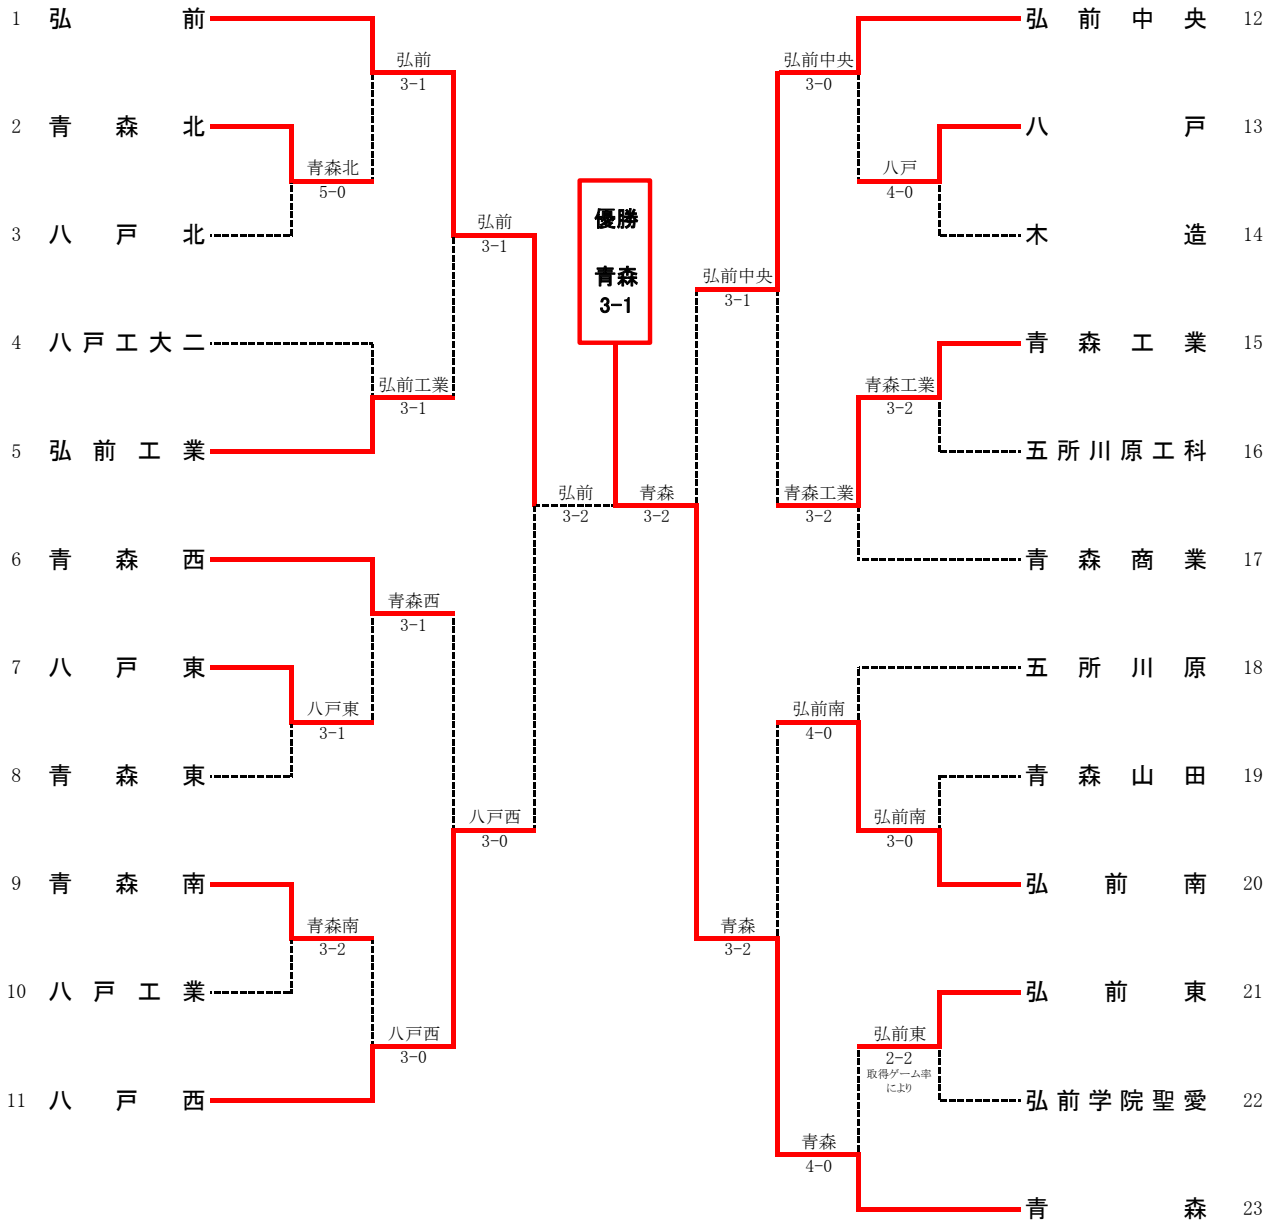 1 弘前
2 青森北
3 八戸北
4 八戸工大二
5 弘前工業
6 青森西
7 八戸東
8 青森東
9 青森南
10 八戸工業
11 八戸西
青森北
5-0
八戸東
3-1
青森南
3-2
弘前
3-1
弘前工業
3-1
青森西
3-1
八戸西
3-0
弘前
3-1
八戸西
3-0
弘前
3-2
優勝
青森
3-1
青森
3-2
弘前中央
3-1
青森
3-2
弘前中央
3-0
青森工業
3-2
弘前南
4-0
青森
4-0
八戸
4-0
青森工業
3-2
弘前南
3-0
弘前東
2-2
取得ゲーム率
により
弘前中央 12
八戸 13
木造 14
青森工業 15
五所川原工科 16
青森商業 17
五所川原 18
青森山田 19
弘前南 20
弘前東 21
弘前学院聖愛 22
青森 23